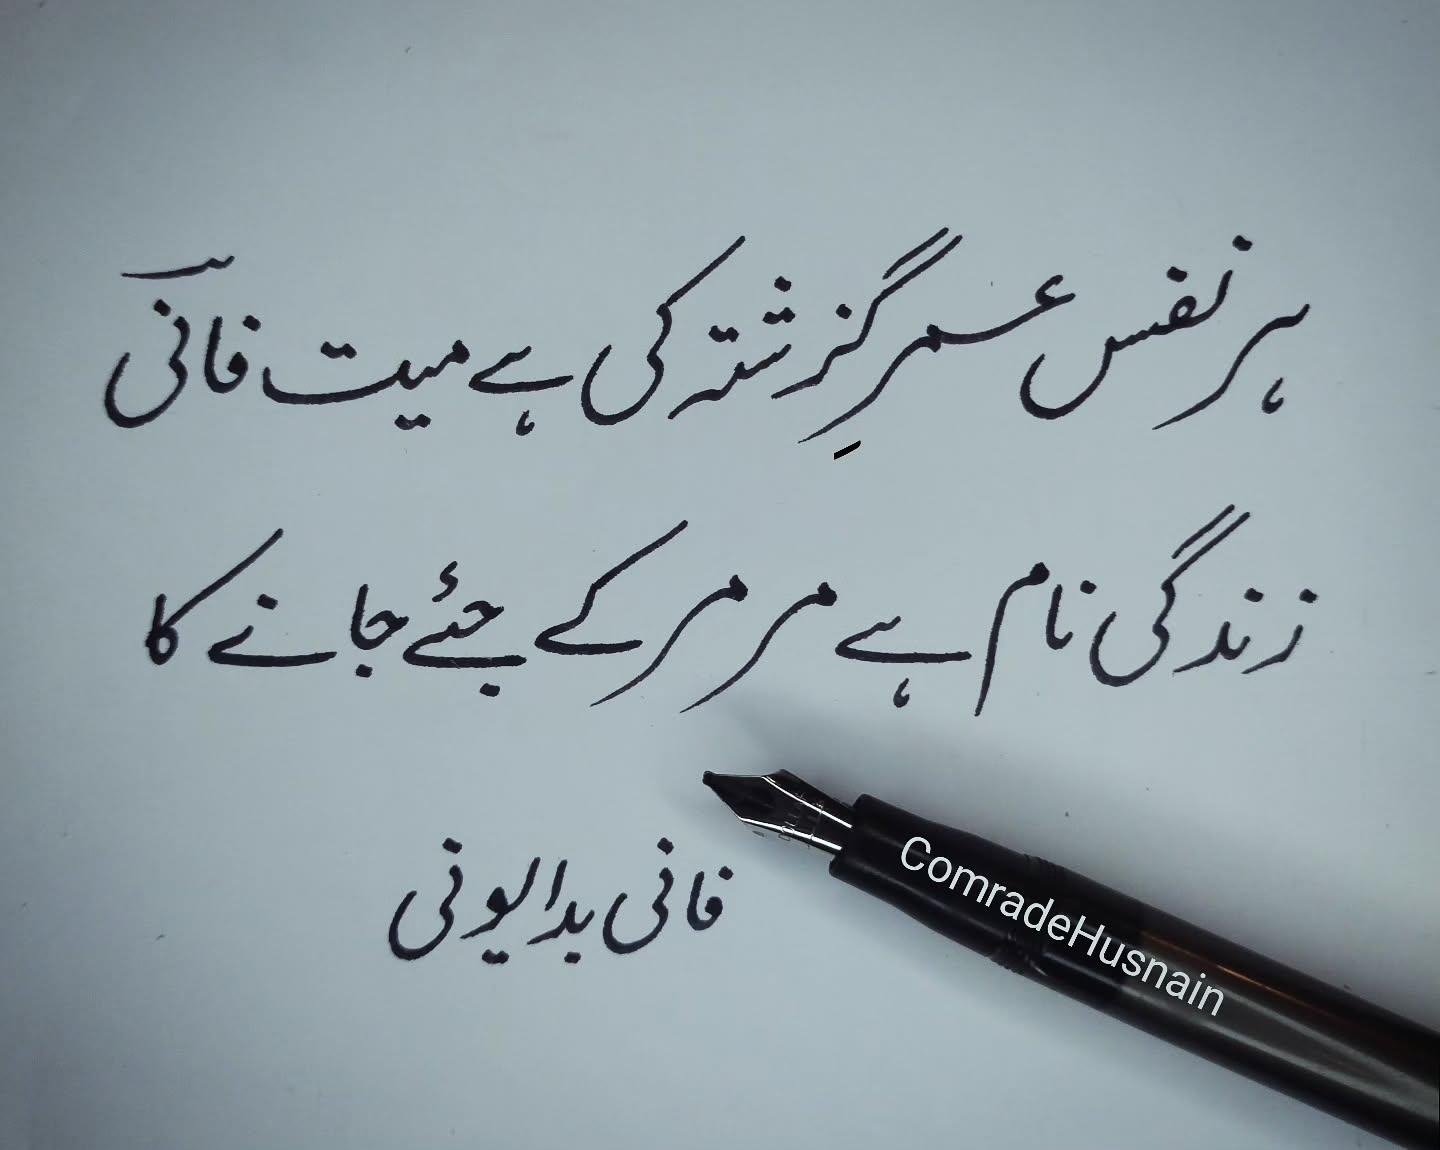 ہر نفس عمرِ گزشتہ کی ہے میت فانیؔ
زندگی نام ہے مر مر کے جئے جانے کا
فانی بدایونی
ComradeHusnain